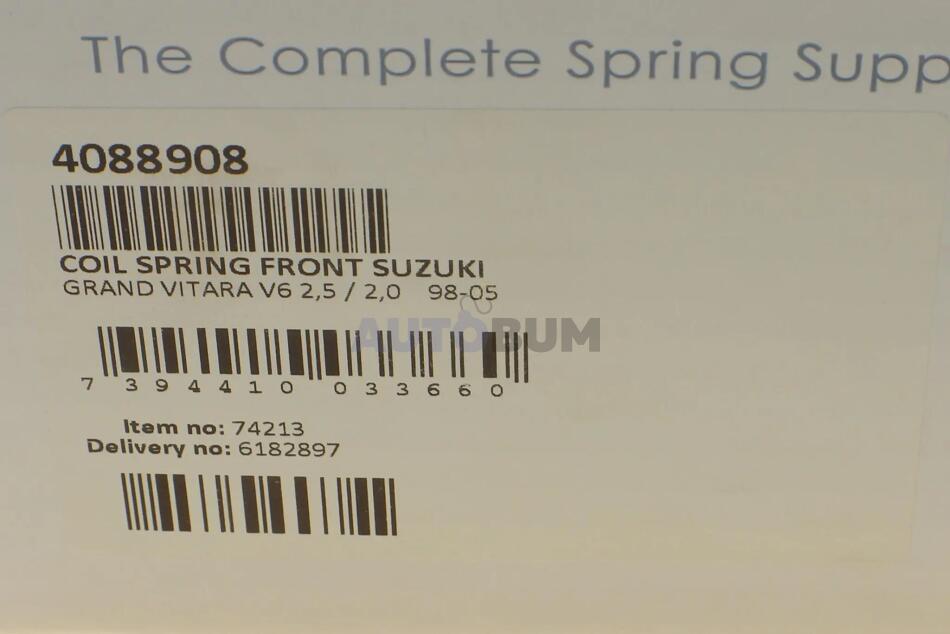 The Complete Spring Supp
4088908
COIL SPRING FRONT SUZUKI
GRAND VITARA V6 2,5 / 2,0 98-05
AUTOBUM
7 394410 033660
Item no: 74213
Delivery no: 6182897